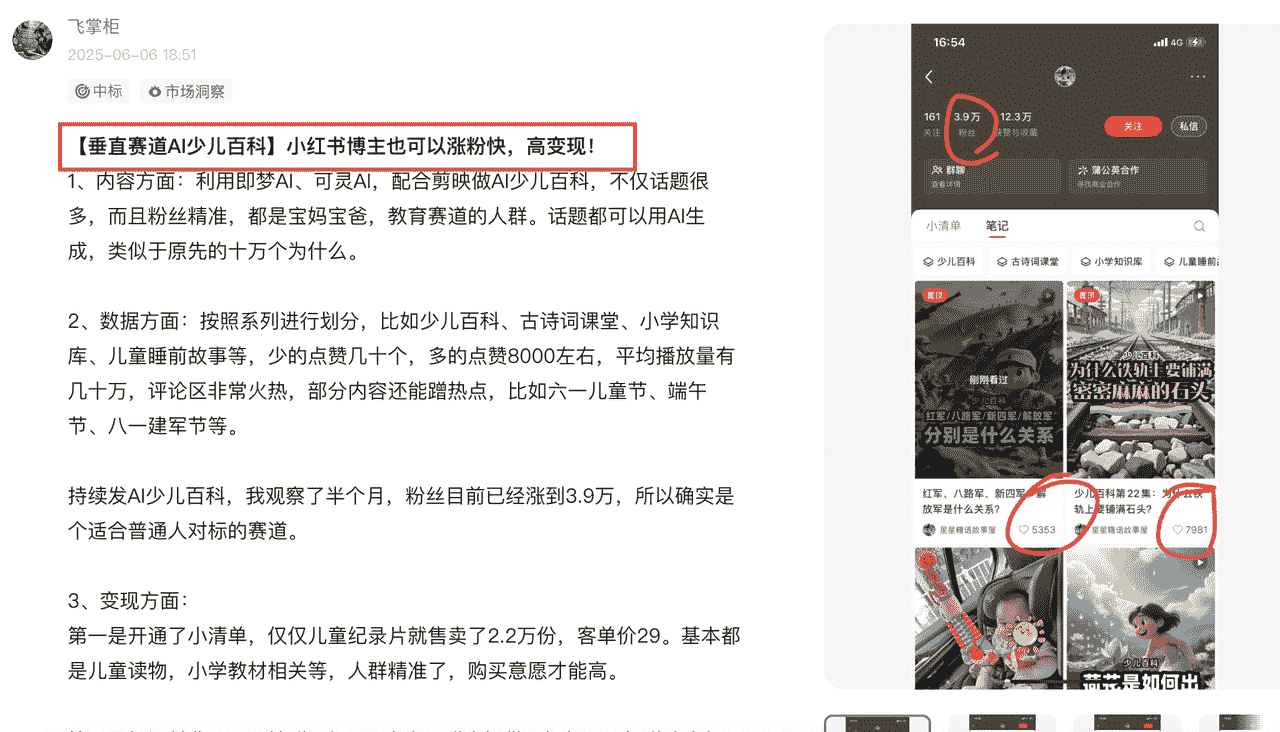 飞掌柜
2025-06-06 18:51
中标
市场洞察
【垂直赛道AI少儿百科】小红书博主也可以涨粉快，高变现！
1、内容方面：利用即梦AI、可灵AI，配合剪映做AI少儿百科，不仅话题很
多，而且粉丝精准，都是宝妈宝爸，教育赛道的人群。话题都可以用AI生
成，类似于原先的十万个为什么。
2、数据方面：按照系列进行划分，比如少儿百科、古诗词课堂、小学知识
库、儿童睡前故事等，少的点赞几十个，多的点赞8000左右，平均播放量有
几十万，评论区非常火热，部分内容还能蹭热点，比如六一儿童节、端午
节、八一建军节等。
持续发AI少儿百科，我观察了半个月，粉丝目前已经涨到3.9万，所以确实是
个适合普通人对标的赛道。
3、变现方面：
第一是开通了小清单，仅仅儿童纪录片就售卖了2.2万份，客单价29。基本都
是儿童读物，小学教材相关等，人群精准了，购买意愿才能高。
16:54
4G
161
3.9万
12.3万
关注
粉丝
获赞与收藏
关注
私信
群聊
查看详情
蒲公英合作
寻找商业合作
小清单
笔记
少儿百科
古诗词课堂
小学知识库
儿童睡前
置顶
刚刚看过
少儿百科
红军/八路军/新四军/解放军
分别是什么关系
置顶
少儿百科
为什么铁轨上要铺满
密密麻麻的石头
红军、八路军、新四军、解
放军是什么关系？
星星糖话故事屋
5353
少儿百科第22集：为什么铁
轨上要铺满石头？
星星糖话故事屋
7981
少儿百科
荷花是如何出